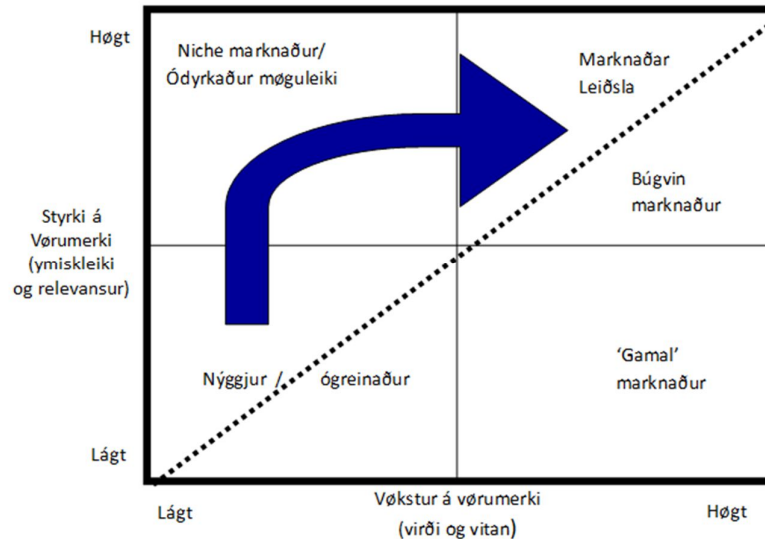 Høgt
Niche marknaður/
Ódyrkaður møguleiki
Marknaðar
Leiðsla
Búgvin
marknaður
Styrki á
Vørumerki
(ymiskleiki
og relevansur)
Nýggjur / ógreinaður
‘Gamal’
marknaður
Lágt
Lágt
Vøkstur á vørumerki
(virði og vitan)
Høgt